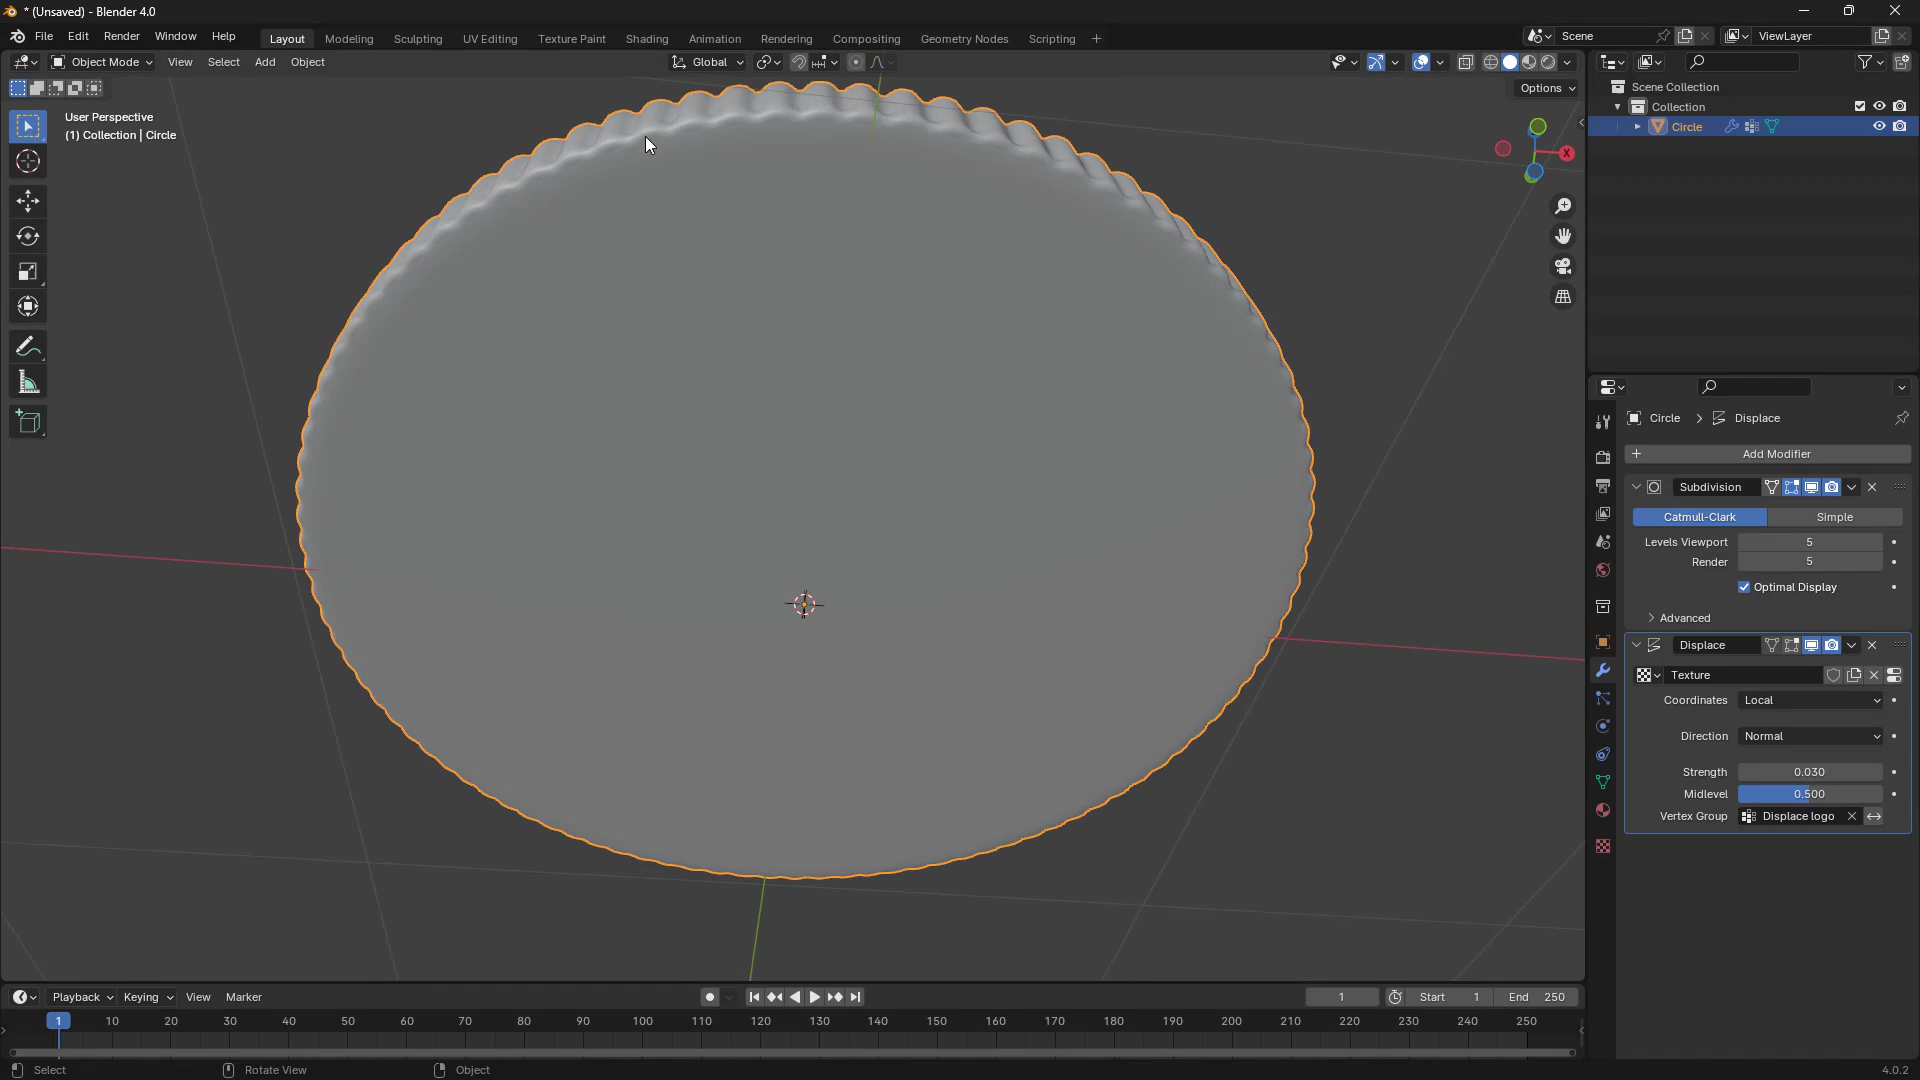 * (Unsaved) - Blender 4.0
File Edit Render Window Help Layout Modeling Sculpting UV Editing Texture Paint Shading Animation Rendering Compositing Geometry Nodes Scripting + Scene ViewLayer
Object Mode View Select Add Object Global
Options
User Perspective
(1) Collection | Circle
X
Scene Collection
Collection
Circle
Circle > Displace
+ Add Modifier
Subdivision
Catmull-Clark Simple
Levels Viewport 5
Render 5
Optimal Display
Advanced
Displace
Texture
Coordinates Local
Direction Normal
Strength 0.030
Midlevel 0.500
Vertex Group Displace logo
Playback Keying View Marker 1 Start 1 End 250
1 10 20 30 40 50 60 70 80 90 100 110 120 130 140 150 160 170 180 190 200 210 220 230 240 250
Select Rotate View Object 4.0.2